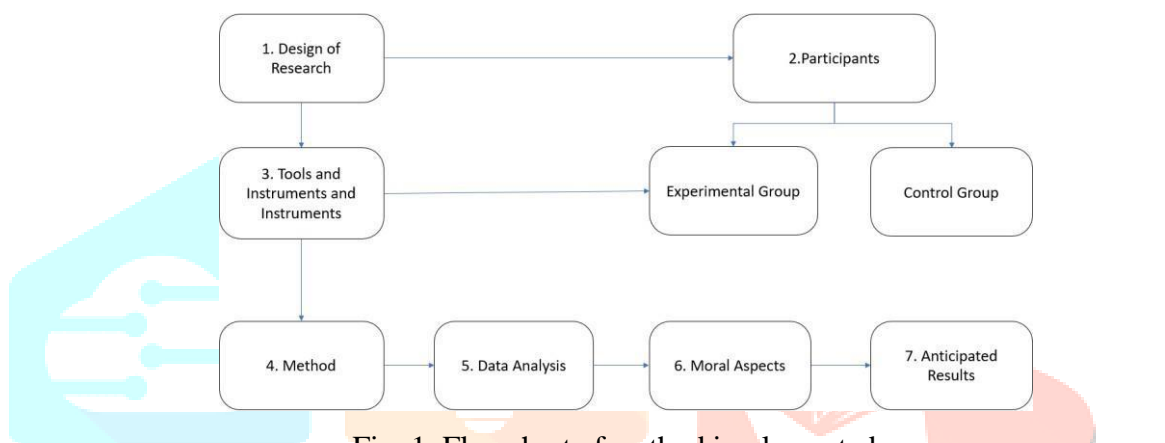 1. Design of
Research
2.Participants
3. Tools and
Instruments and
Instruments
Experimental Group
Control Group
4. Method
5. Data Analysis
6. Moral Aspects
7. Anticipated
Results